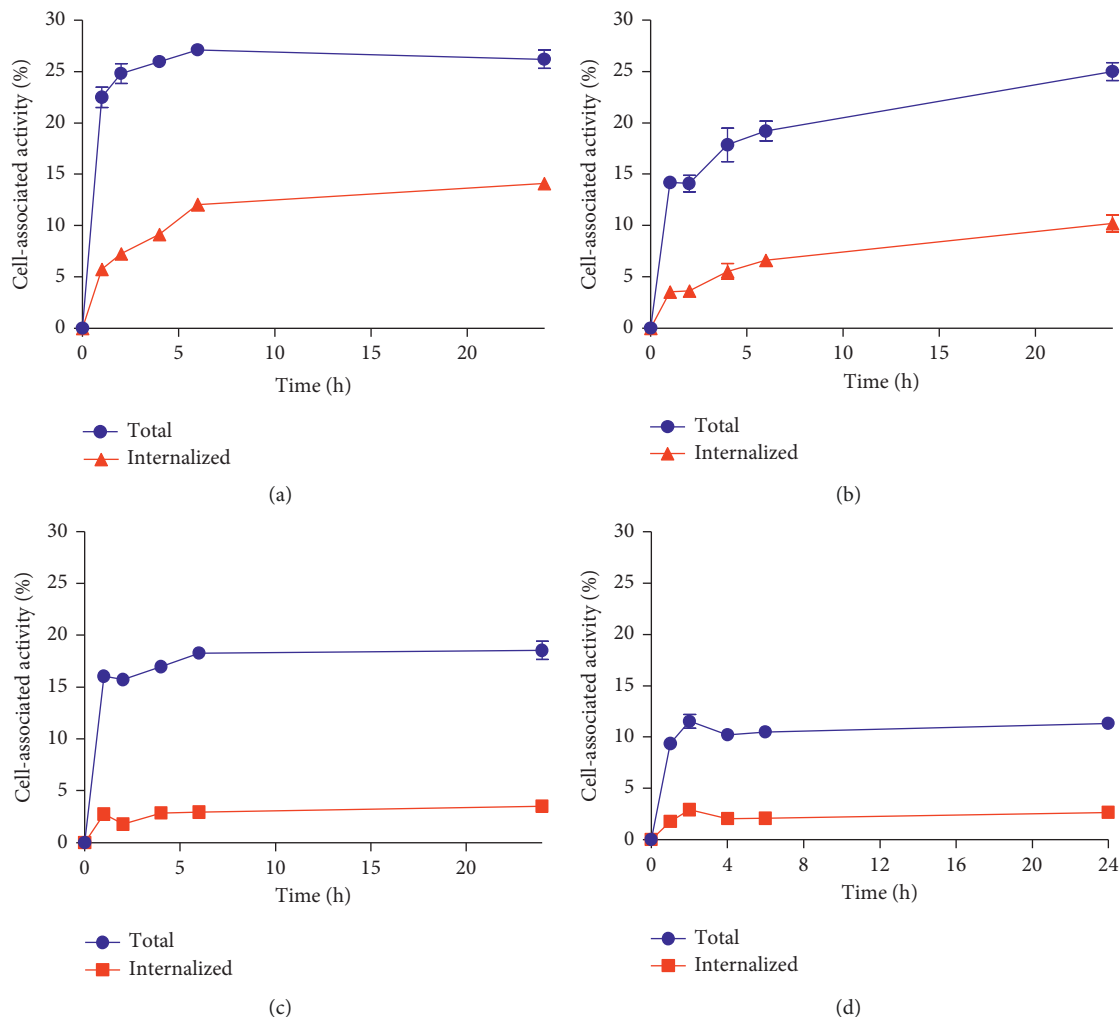 30
25
20
15
10
5
0
Cell-associated activity (%)
0 5 10 15 20
Time (h)
Total
Internalized
(a)
30
25
20
15
10
5
0
Cell-associated activity (%)
0 5 10 15 20
Time (h)
Total
Internalized
(b)
30
25
20
15
10
5
0
Cell-associated activity (%)
0 5 10 15 20
Time (h)
Total
Internalized
(c)
30
25
20
15
10
5
0
Cell-associated activity (%)
0 4 8 12 16 20 24
Time (h)
Total
Internalized
(d)